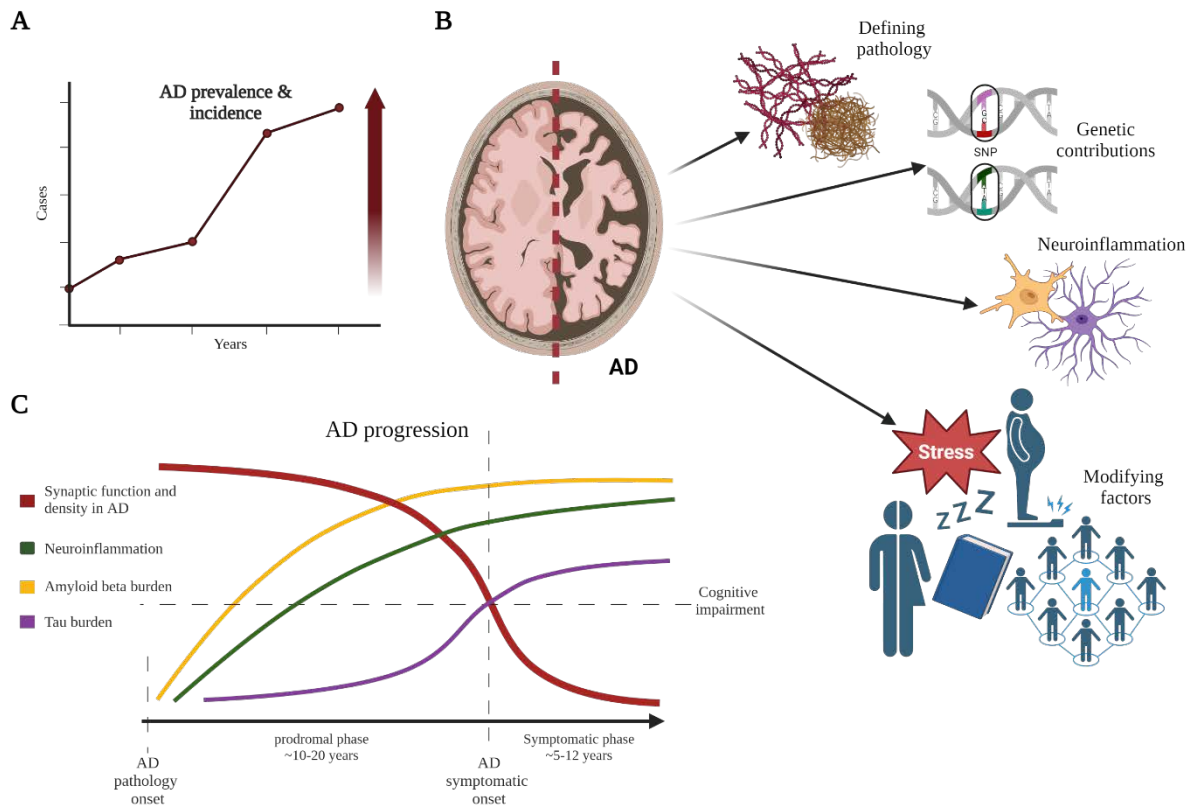 A
AD prevalence &
incidence
Cases
Years
B
AD
Defining
pathology
SNP
Genetic
contributions
Neuroinflammation
Stress
zzZ
Modifying
factors
C
AD progression
Synaptic function and
density in AD
Neuroinflammation
Amyloid beta burden
Tau burden
Cognitive
impairment
prodromal phase
~10-20 years
Symptomatic phase
~5-12 years
AD
pathology
onset
AD
symptomatic
onset